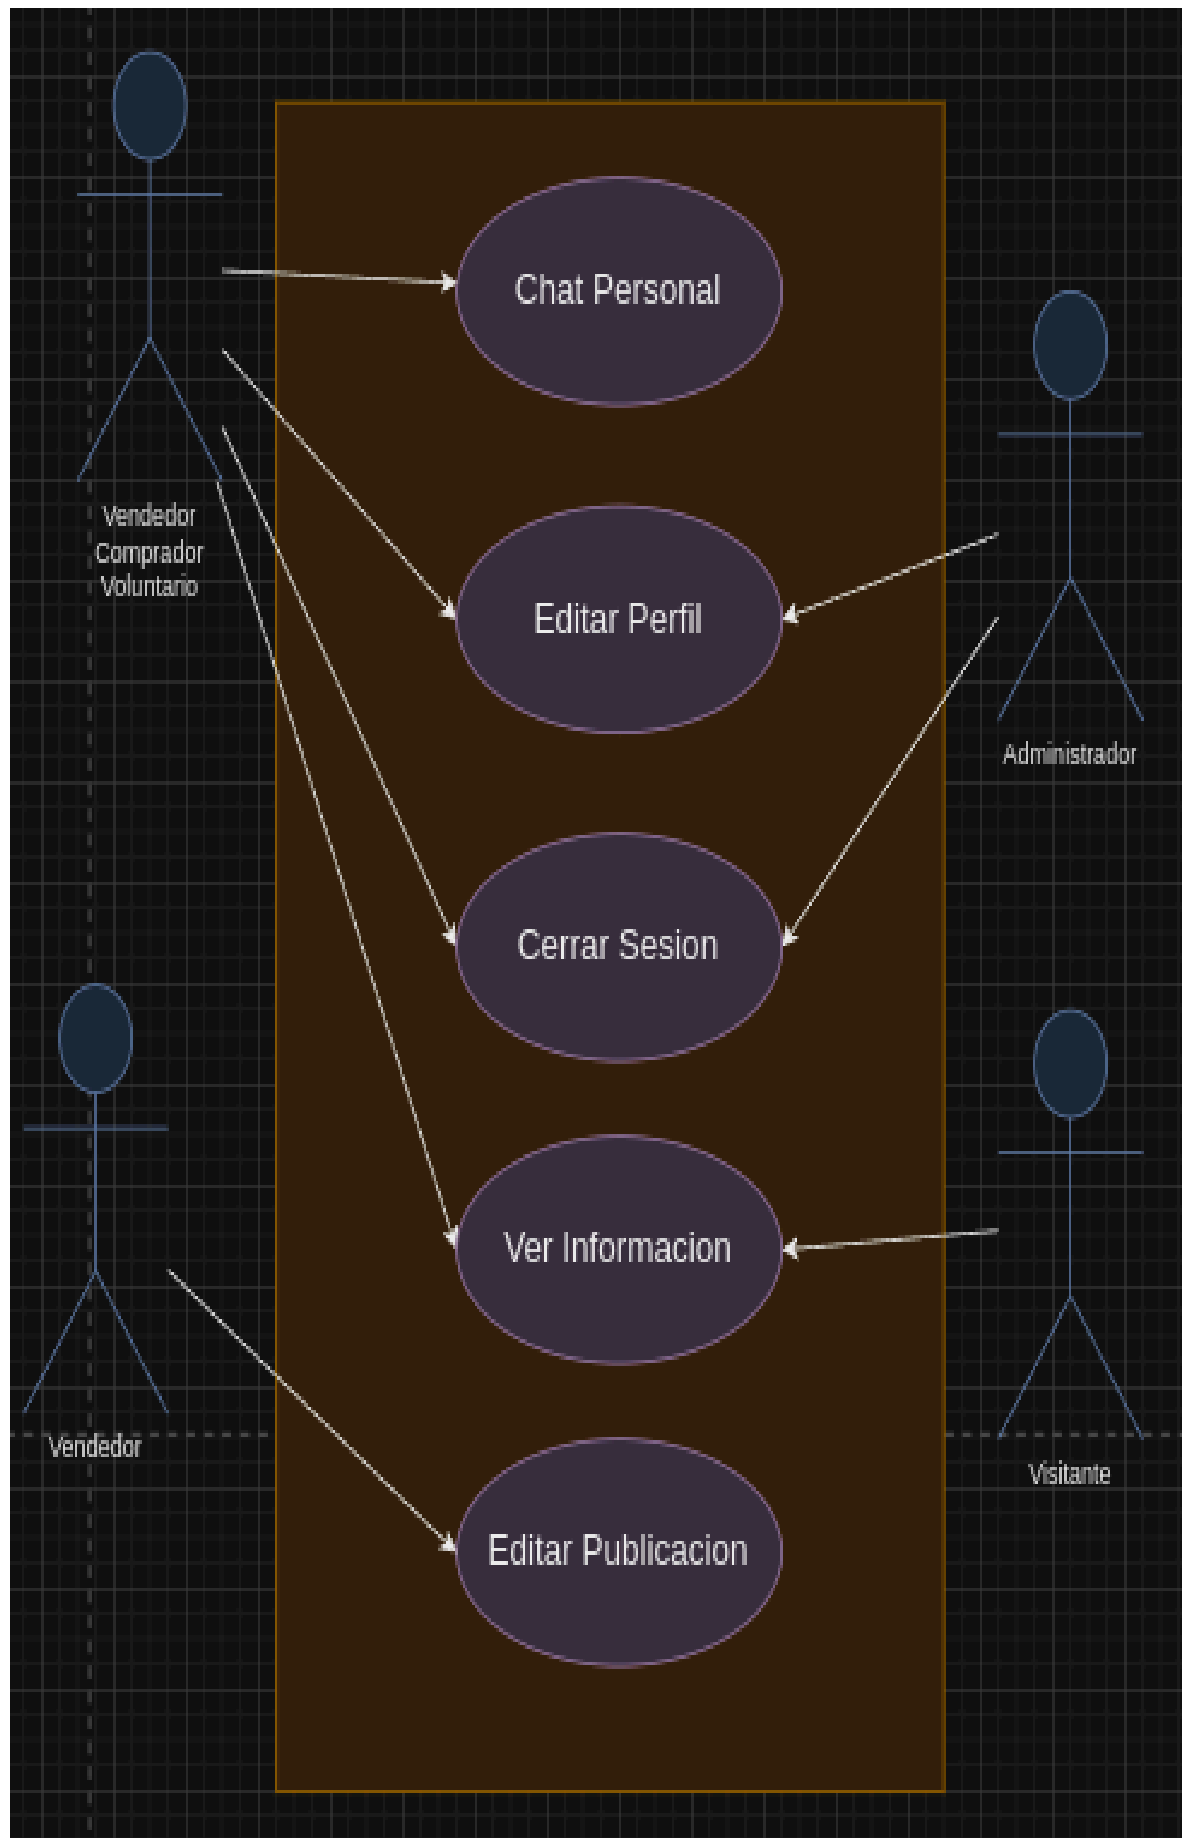 Chat Personal
Vendedor
Comprador
Voluntario
Editar Perfil
Administrador
Cerrar Sesion
Ver Informacion
Vendedor
Visitante
Editar Publicacion